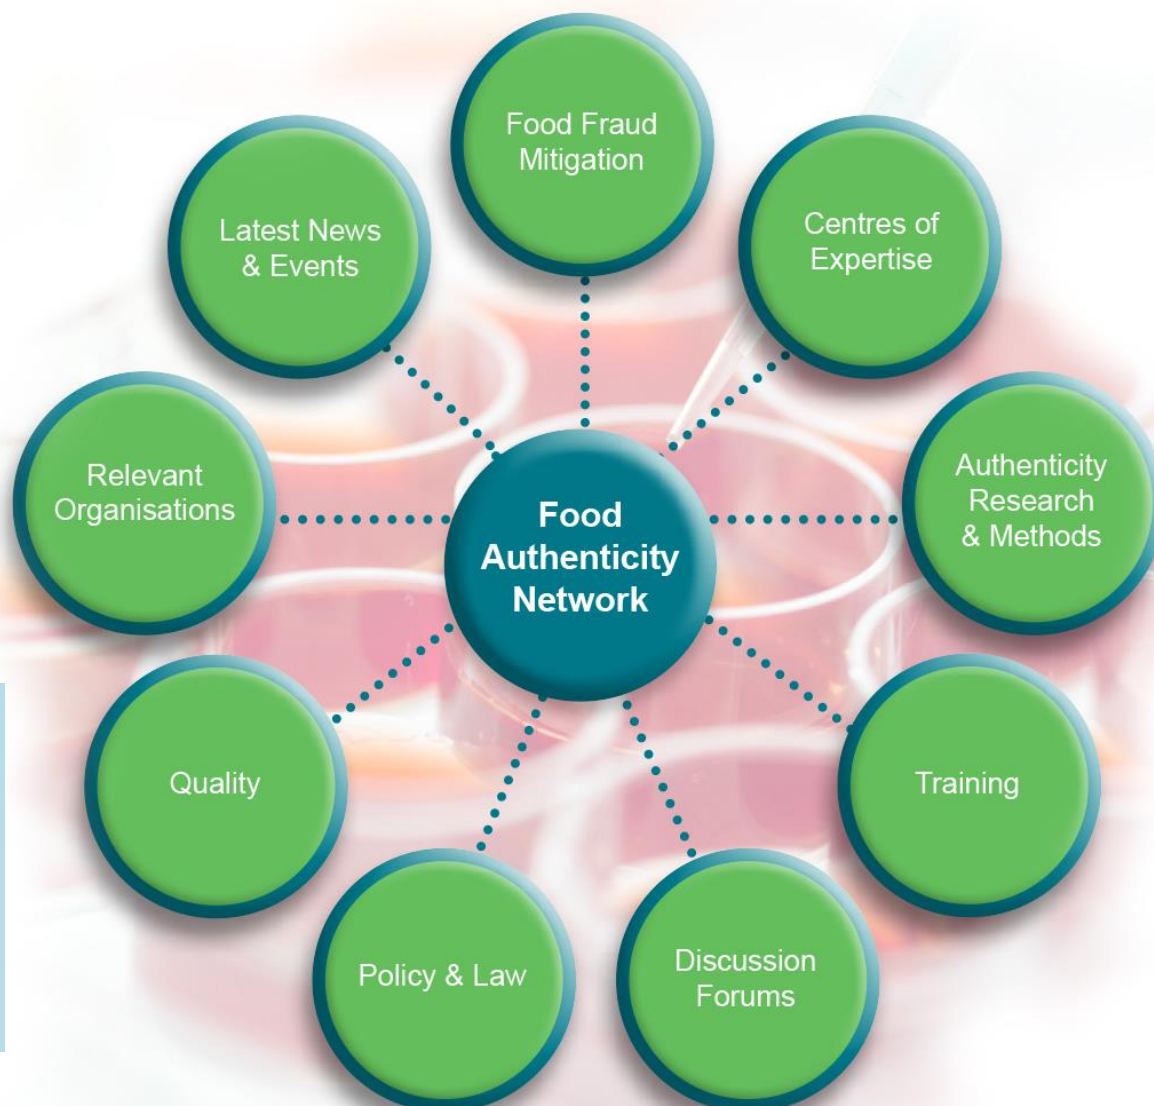 Food Fraud
Mitigation
Latest News
& Events
Centres of
Expertise
Relevant
Organisations
Authenticity
Research
& Methods
Food
Authenticity
Network
Quality
Training
Policy & Law
Discussion
Forums